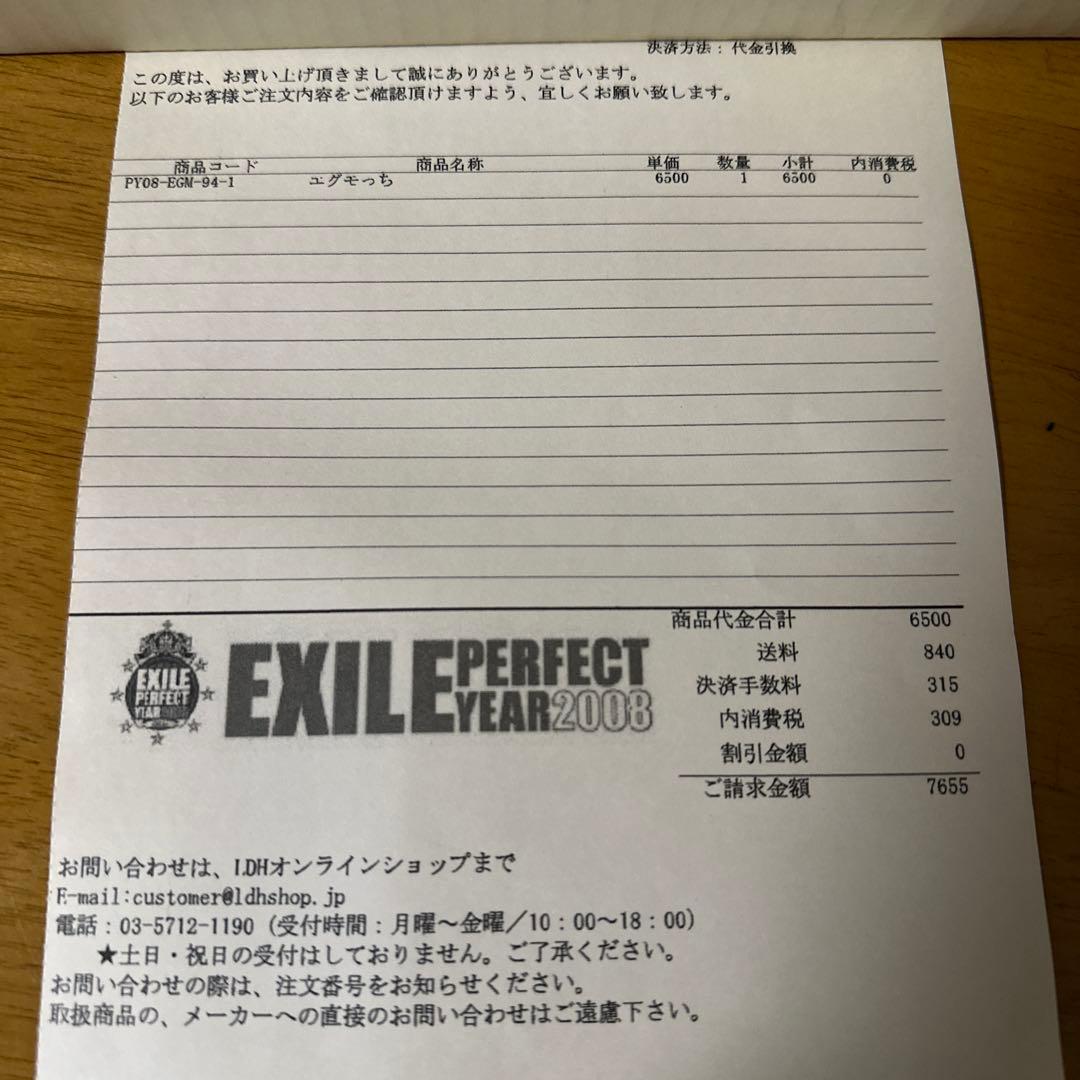 決済方法：代金引換
この度は、お買い上げ頂きまして誠にありがとうございます。
以下のお客様ご注文内容をご確認頂けますよう、宜しくお願い致します。
商品コード 商品名称 単価 数量 小計 内消費税
PY08-EGM-94-1 エグモっち 6500 1 6500 0
商品代金合計 6500
送料 840
決済手数料 315
内消費税 309
割引金額 0
ご請求金額 7655
EXILE
PERFECT
YEAR
EXILE PERFECT
YEAR2008
お問い合わせは、LDHオンラインショップまで
E-mail:customer@ldhshop.jp
電話：03-5712-1190（受付時間：月曜～金曜／10：00～18：00）
★土日・祝日の受付はしておりません。ご了承ください。
お問い合わせの際は、注文番号をお知らせください。
取扱商品の、メーカーへの直接のお問い合わせはご遠慮下さい。